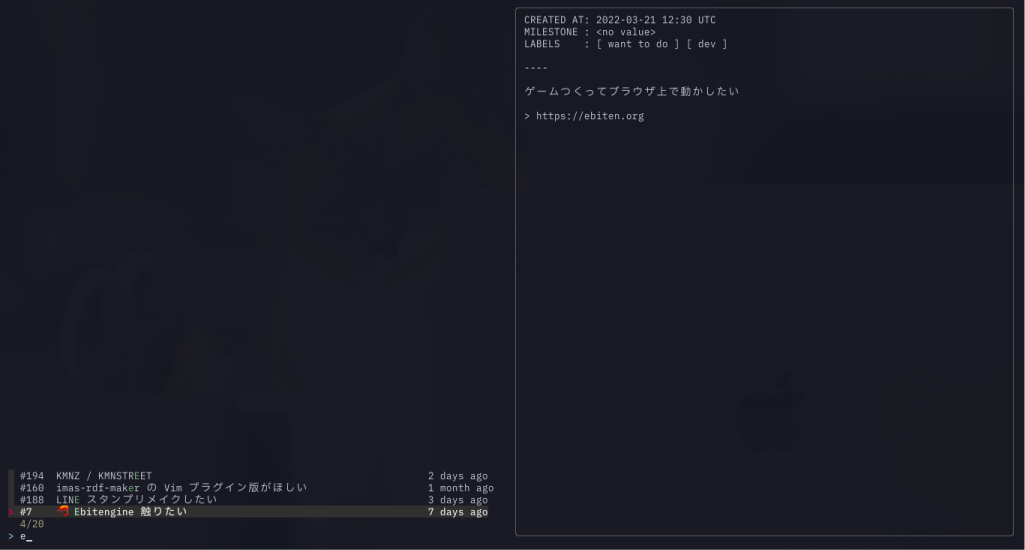 CREATED AT: 2022-03-21 12:30 UTC
MILESTONE : <no value>
LABELS    : [ want to do ] [ dev ]
----
ゲームつくってブラウザ上で動かしたい
> https://ebiten.org
#194  KMNZ / KMNSTREET  2 days ago
#160  imas-rdf-maker の Vim プラグイン版がほしい  1 month ago
#188  LINE スタンプリメイクしたい  3 days ago
> #7  🦐 Ebitengine 触りたい  7 days ago
4/20
> e_